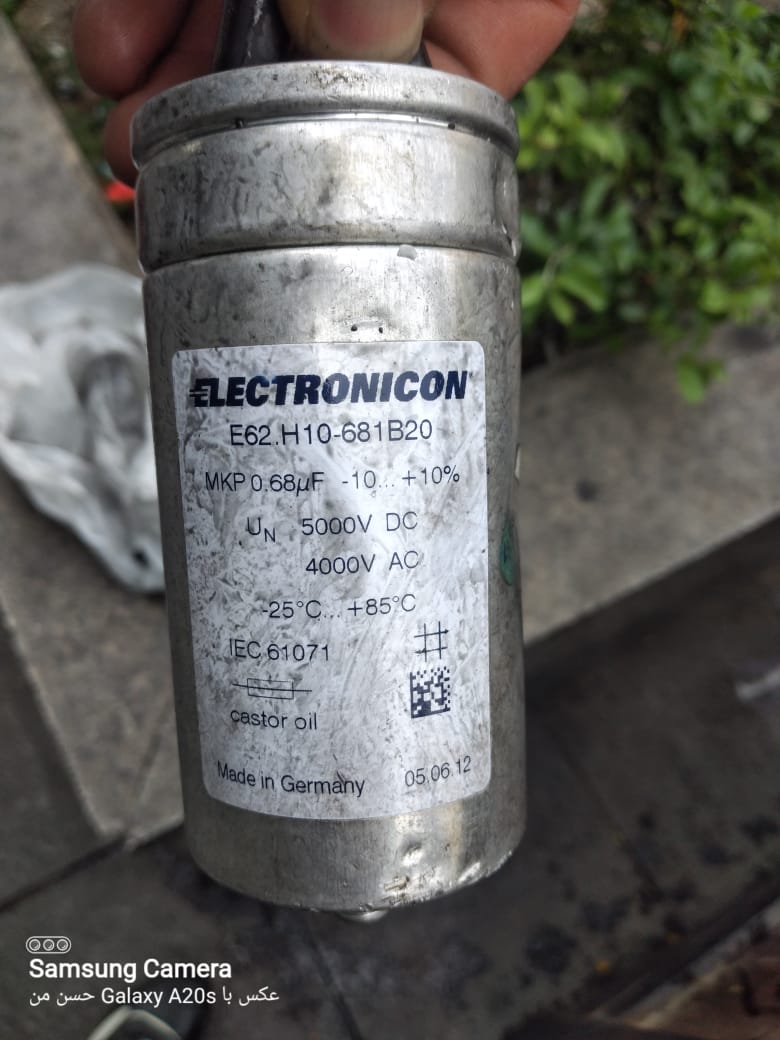 ELECTRONICON
E62.H10-681B20
MKP 0,68µF -10... +10%
UN 5000V DC
4000V AC
-25°C... +85°C
IEC 61071
castor oil
Made in Germany 05.06.12
Samsung Camera
عکس با Galaxy A20s حسن من